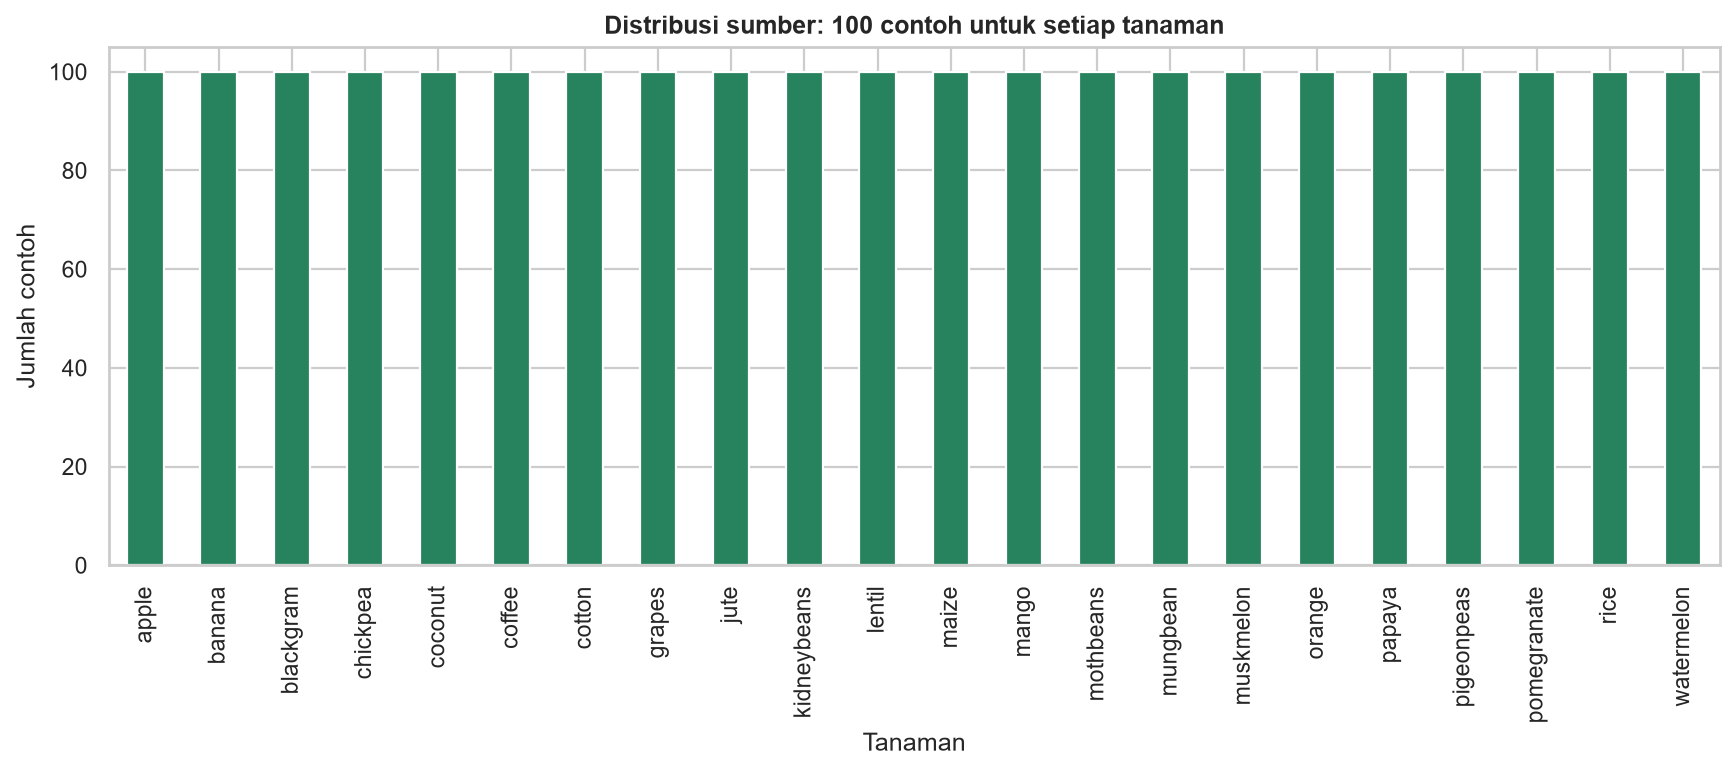 Distribusi sumber: 100 contoh untuk setiap tanaman
Jumlah contoh
100
80
60
40
20
0
apple
banana
blackgram
chickpea
coconut
coffee
cotton
grapes
jute
kidneybeans
lentil
maize
mango
mothbeans
mungbean
muskmelon
orange
papaya
pigeonpeas
pomegranate
rice
watermelon
Tanaman